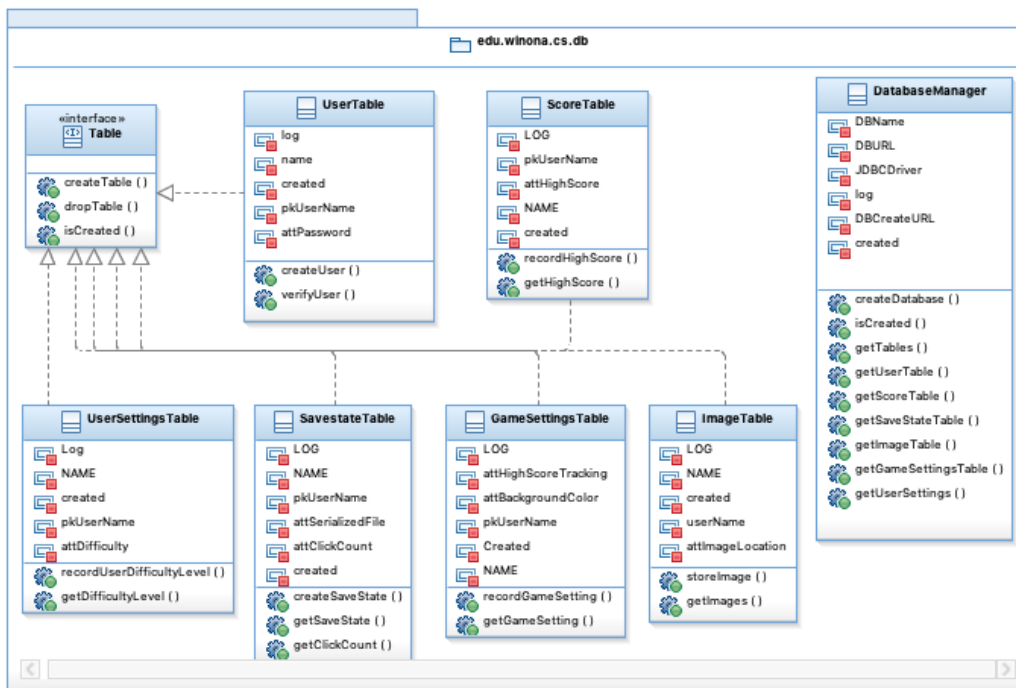 edu.winona.cs.db
«interface»
Table
createTable ( )
dropTable ( )
isCreated ( )
UserTable
log
name
created
pkUserName
attPassword
createUser ( )
verifyUser ( )
ScoreTable
LOG
pkUserName
attHighScore
NAME
created
recordHighScore ( )
getHighScore ( )
DatabaseManager
DBName
DBURL
JDBCDriver
log
DBCreateURL
created
createDatabase ( )
isCreated ( )
getTables ( )
getUserTable ( )
getScoreTable ( )
getSaveStateTable ( )
getImageTable ( )
getGameSettingsTable ( )
getUserSettings ( )
UserSettingsTable
Log
NAME
created
pkUserName
attDifficulty
recordUserDifficultyLevel ( )
getDifficultyLevel ( )
SavestateTable
LOG
NAME
pkUserName
attSerializedFile
attClickCount
created
createSaveState ( )
getSaveState ( )
getClickCount ( )
GameSettingsTable
LOG
attHighScoreTracking
attBackgroundColor
pkUserName
Created
NAME
recordGameSetting ( )
getGameSetting ( )
ImageTable
LOG
NAME
created
userName
attImageLocation
storeImage ( )
getImages ( )